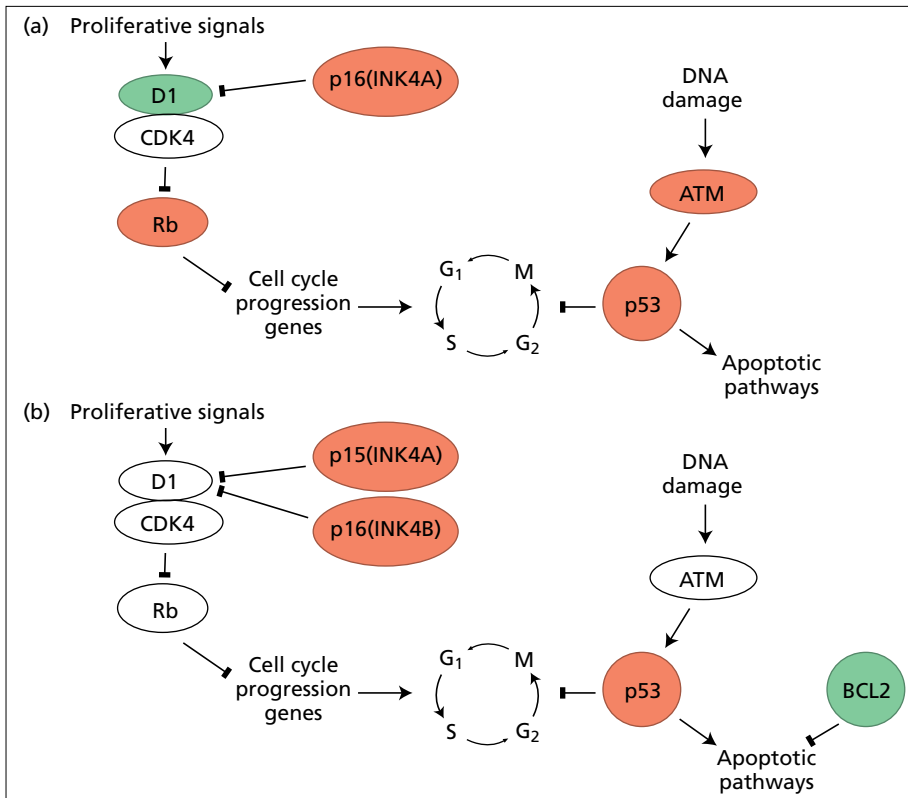 (a) Proliferative signals
D1
CDK4
p16(INK4A)
Rb
Cell cycle
progression
genes
G1
M
S
G2
DNA
damage
ATM
p53
Apoptotic
pathways
(b) Proliferative signals
D1
CDK4
p15(INK4A)
p16(INK4B)
Rb
Cell cycle
progression
genes
G1
M
S
G2
DNA
damage
ATM
p53
BCL2
Apoptotic
pathways